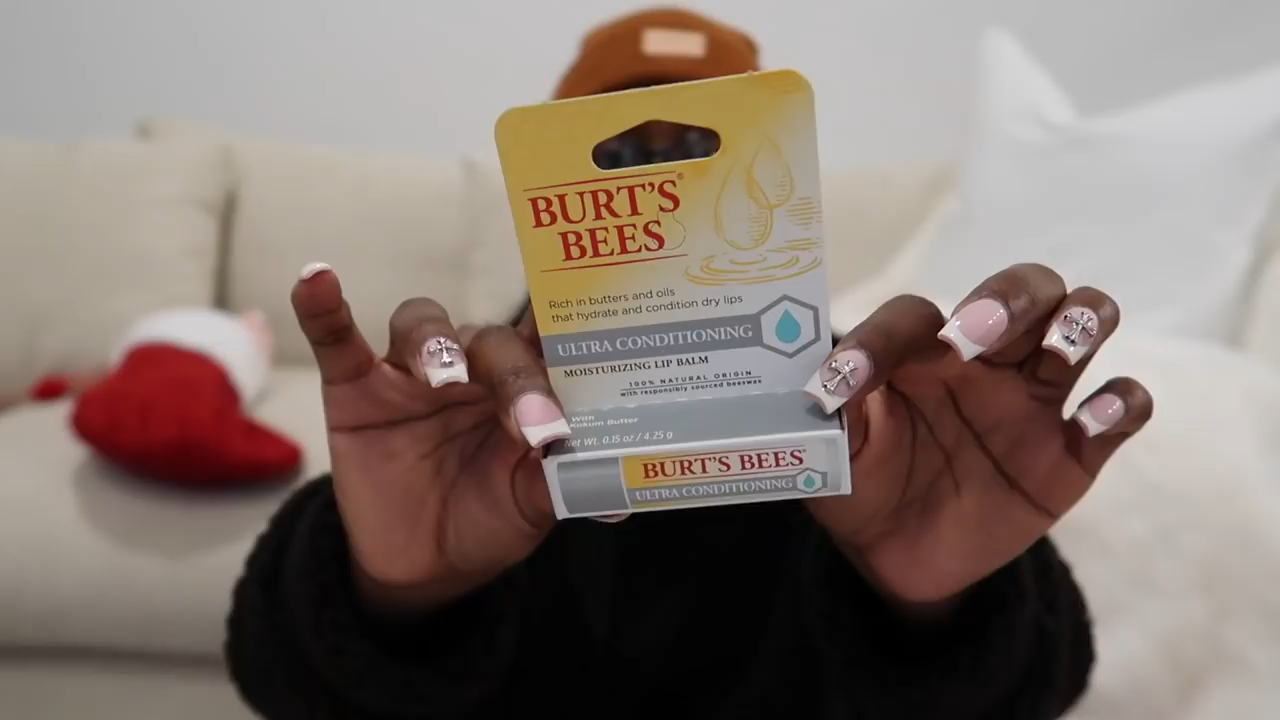 BURT'S
BEES®
Rich in butters and oils
that hydrate and condition dry lips
ULTRA CONDITIONING
MOISTURIZING LIP BALM
100% NATURAL ORIGIN
with responsibly sourced beeswax
With
Kokum Butter
Net Wt. 0.15 oz / 4.25 g
BURT'S BEES®
ULTRA CONDITIONING